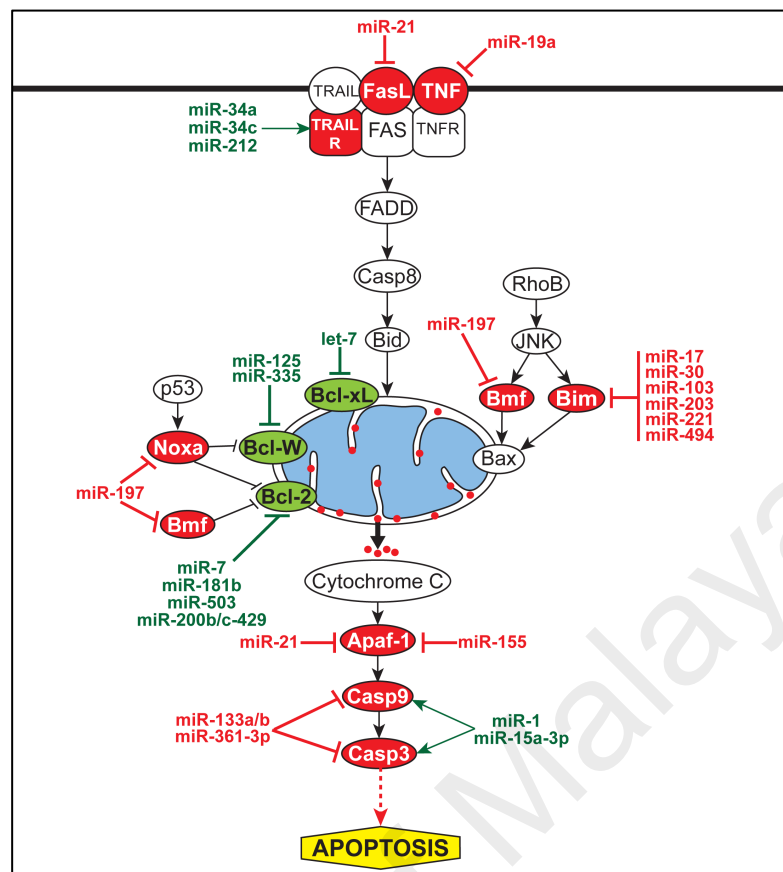 miR-21
miR-19a
TRAIL
FasL
TNF
miR-34a
miR-34c
miR-212
TRAIL
R
FAS
TNFR
FADD
Casp8
RhoB
Bid
JNK
miR-197
let-7
miR-125
miR-335
miR-17
miR-30
miR-103
miR-203
miR-221
miR-494
p53
Bcl-xL
Bmf
Bim
Noxa
Bcl-W
Bax
miR-197
Bcl-2
Bmf
miR-7
miR-181b
miR-503
miR-200b/c-429
Cytochrome C
miR-21
Apaf-1
miR-155
Casp9
miR-133a/b
miR-361-3p
miR-1
miR-15a-3p
Casp3
APOPTOSIS
Malaya